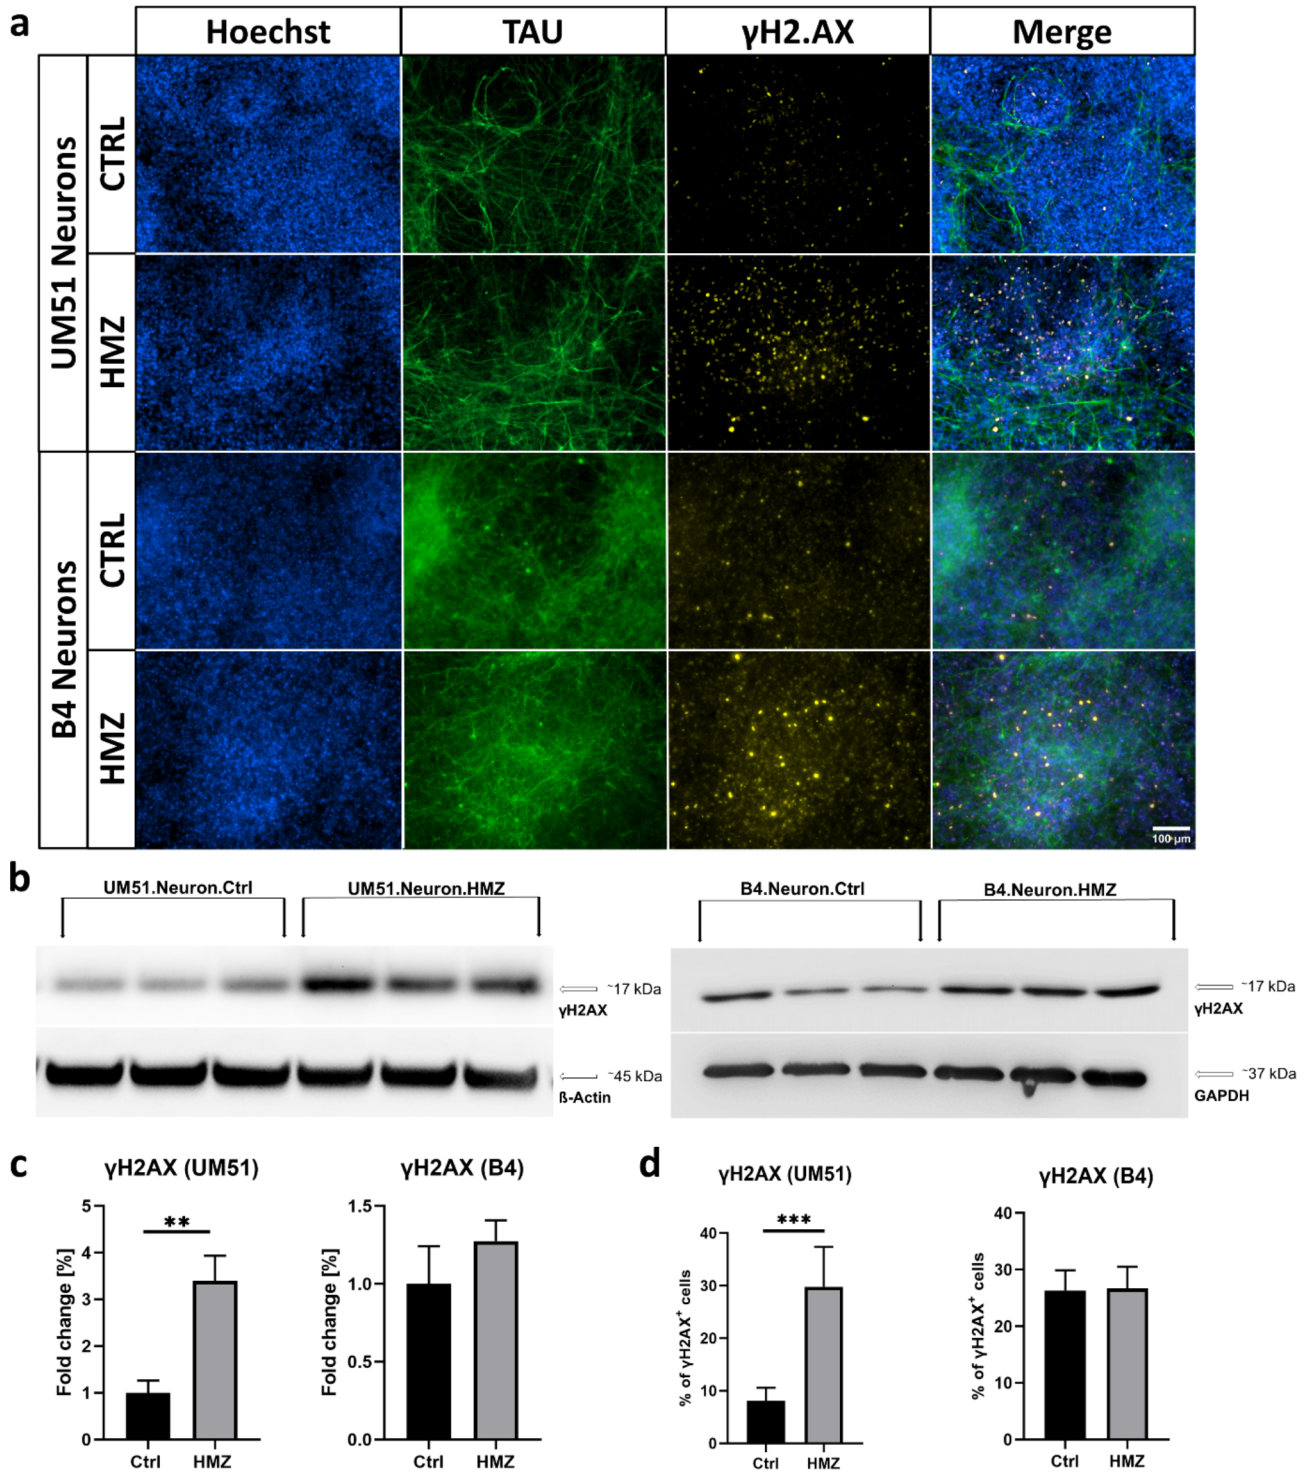 a
Hoechst TAU γH2.AX Merge
UM51 Neurons
CTRL
HMZ
B4 Neurons
CTRL
HMZ
100 µm
b
UM51.Neuron.Ctrl UM51.Neuron.HMZ B4.Neuron.Ctrl B4.Neuron.HMZ
~17 kDa
γH2AX
~45 kDa
ß-Actin
~17 kDa
γH2AX
~37 kDa
GAPDH
c
γH2AX (UM51)
Fold change [%]
5
4
3
2
1
0
**
Ctrl HMZ
γH2AX (B4)
Fold change [%]
1.5
1.0
0.5
0.0
Ctrl HMZ
d
γH2AX (UM51)
% of γH2AX+ cells
40
30
20
10
0
***
Ctrl HMZ
γH2AX (B4)
% of γH2AX+ cells
40
30
20
10
0
Ctrl HMZ